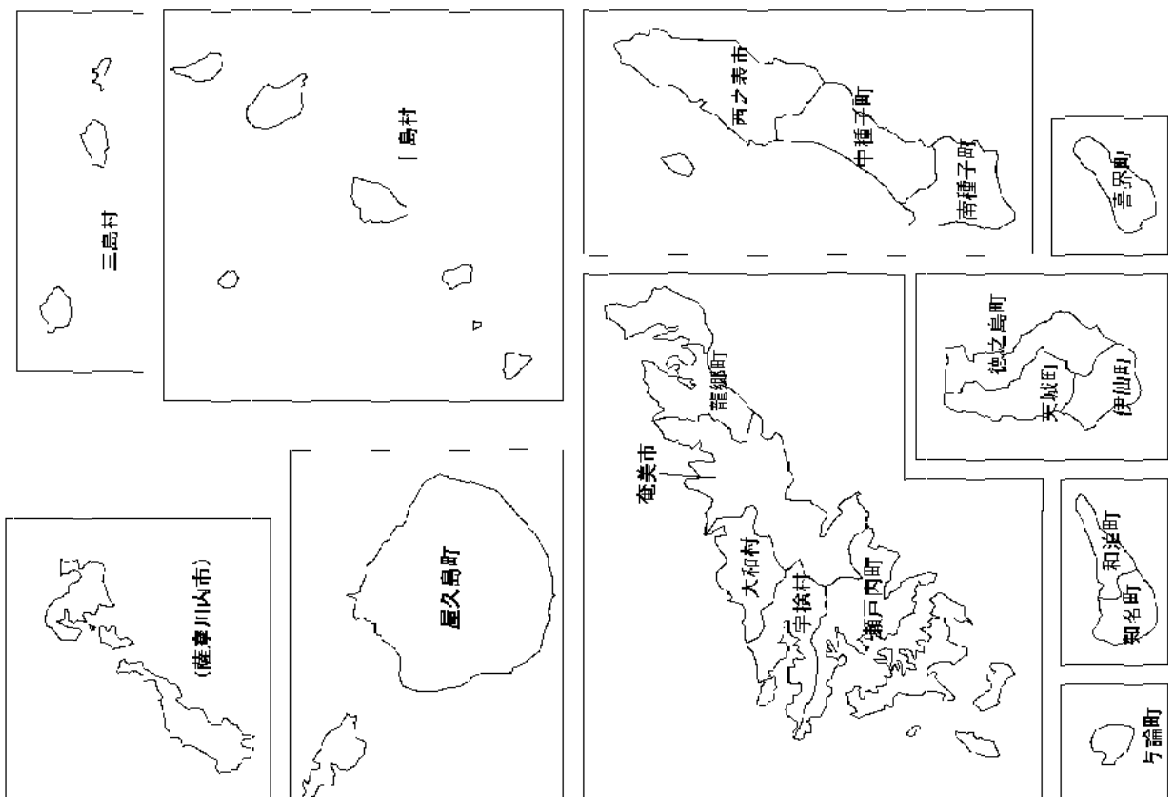 三島村
島村
(薩摩川内市)
屋久島町
西之表市
中種子町
南種子町
喜界町
奄美市
龍郷町
大和村
宇検村
瀬戸内町
徳之島町
天城町
伊仙町
和泊町
知名町
与論町